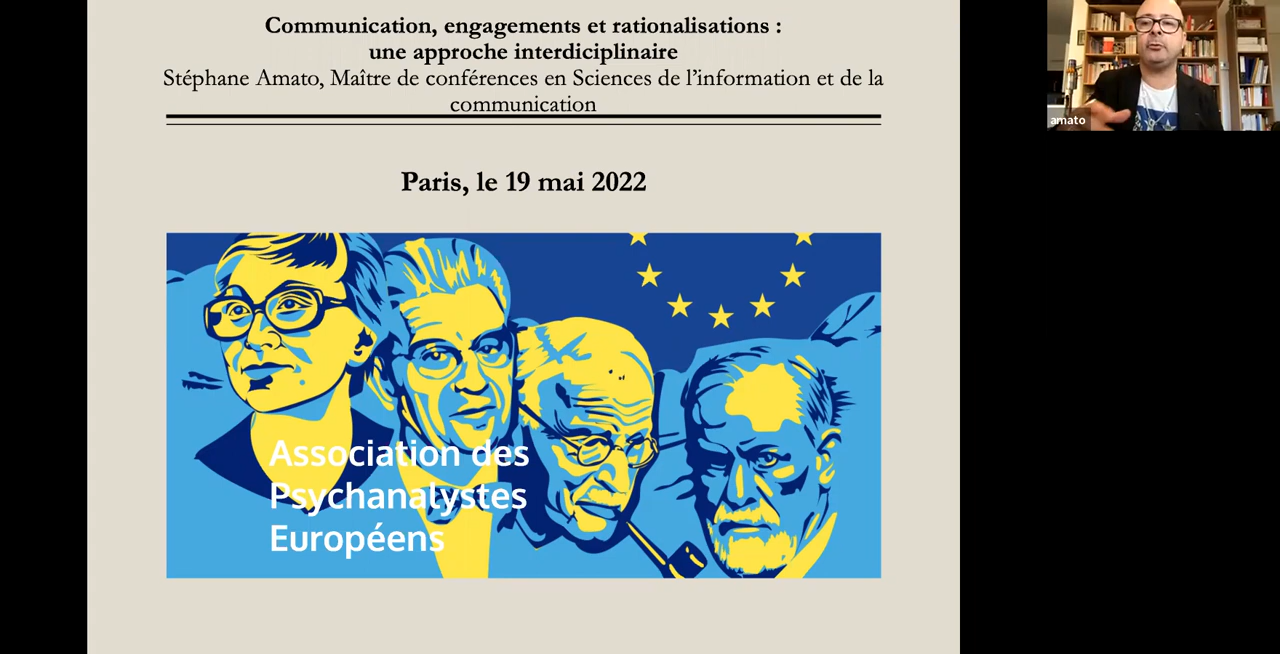 Communication, engagements et rationalisations :
une approche interdiciplinaire
Stéphane Amato, Maître de conférences en Sciences de l'information et de la
communication
Paris, le 19 mai 2022
Association des
Psychanalystes
Européens
amato